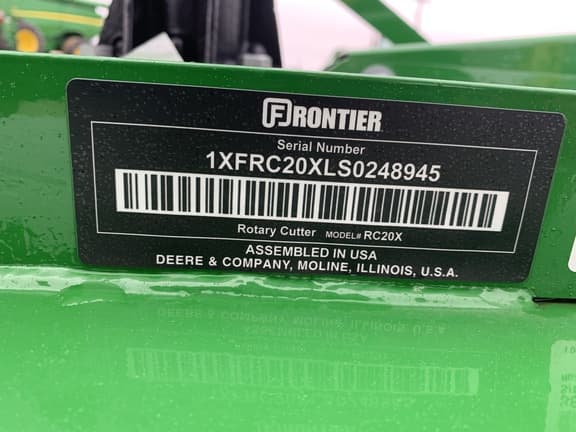 FRONTIER
Serial Number
1XFRC20XLS0248945
Rotary Cutter MODEL# RC20X
ASSEMBLED IN USA
DEERE & COMPANY, MOLINE, ILLINOIS, U.S.A.